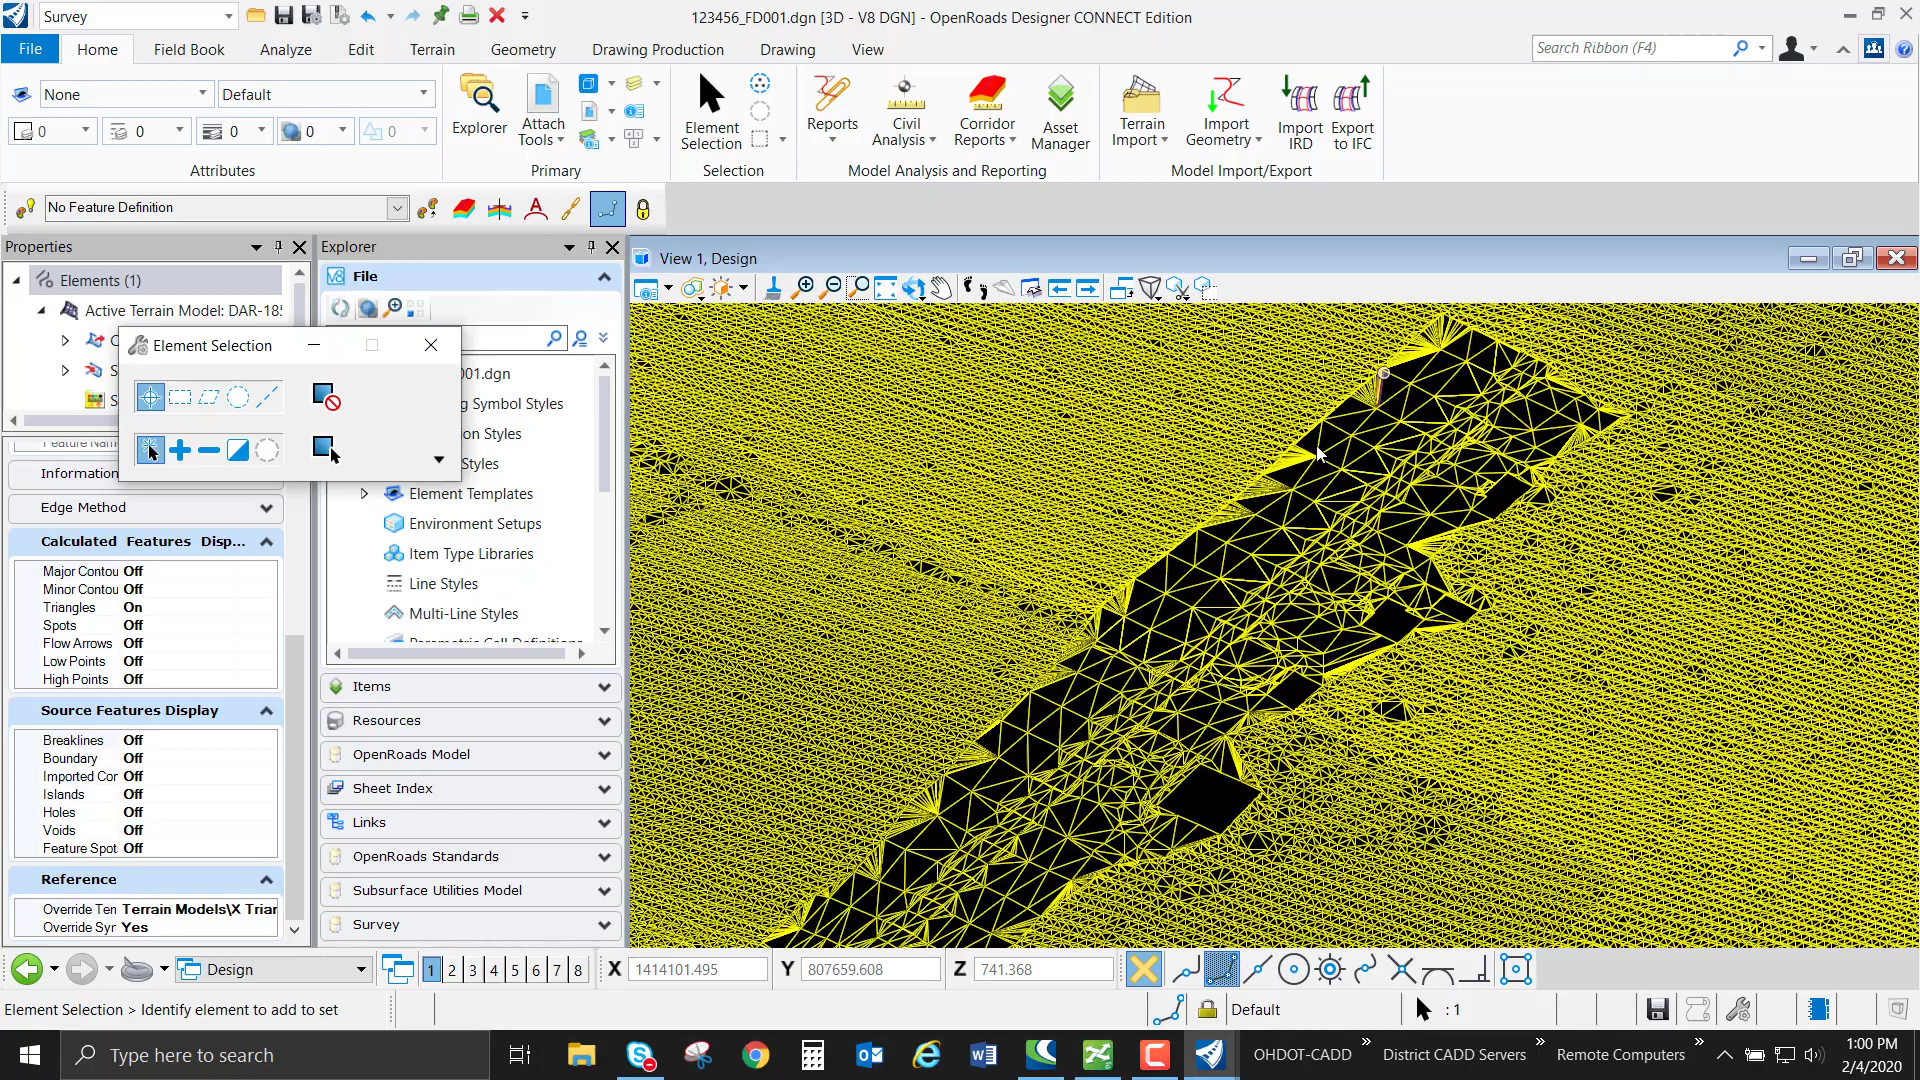 Survey
123456_FD001.dgn [3D - V8 DGN] - OpenRoads Designer CONNECT Edition
File Home Field Book Analyze Edit Terrain Geometry Drawing Production Drawing View
Search Ribbon (F4)
None Default
0 0 0 0 0
Explorer
Attach Tools
Element Selection
Reports
Civil Analysis
Corridor Reports
Asset Manager
Terrain Import
Import Geometry
Import IRD
Export to IFC
Attributes Primary Selection Model Analysis and Reporting Model Import/Export
No Feature Definition
Properties
Elements (1)
Active Terrain Model: DAR-185
Element Selection
Information
Edge Method
Calculated Features Disp...
Major Contou Off
Minor Contou Off
Triangles On
Spots Off
Flow Arrows Off
Low Points Off
High Points Off
Source Features Display
Breaklines Off
Boundary Off
Imported Cor Off
Islands Off
Holes Off
Voids Off
Feature Spot Off
Reference
Override Ten Terrain Models\X Triar
Override Syr Yes
Explorer
File
001.dgn
g Symbol Styles
on Styles
Styles
Element Templates
Environment Setups
Item Type Libraries
Line Styles
Multi-Line Styles
Parametric Cell Definitions
Items
Resources
OpenRoads Model
Sheet Index
Links
OpenRoads Standards
Subsurface Utilities Model
Survey
View 1, Design
Design
1 2 3 4 5 6 7 8
X 1414101.495 Y 807659.608 Z 741.368
Element Selection > Identify element to add to set
Default
: 1
Type here to search
OHDOT-CADD » District CADD Servers » Remote Computers »
1:00 PM
2/4/2020